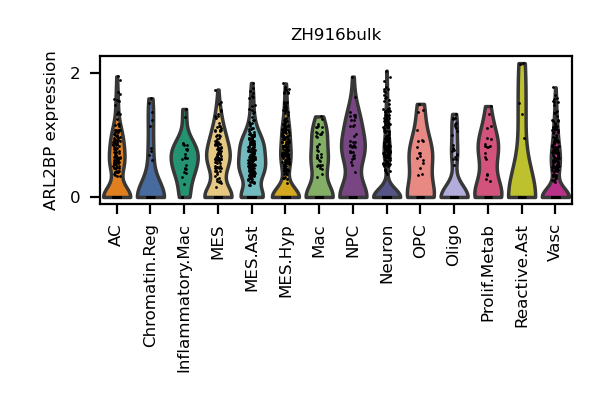 ZH916bulk
ARL2BP expression
2
0
AC
Chromatin.Reg
Inflammatory.Mac
MES
MES.Ast
MES.Hyp
Mac
NPC
Neuron
OPC
Oligo
Prolif.Metab
Reactive.Ast
Vasc